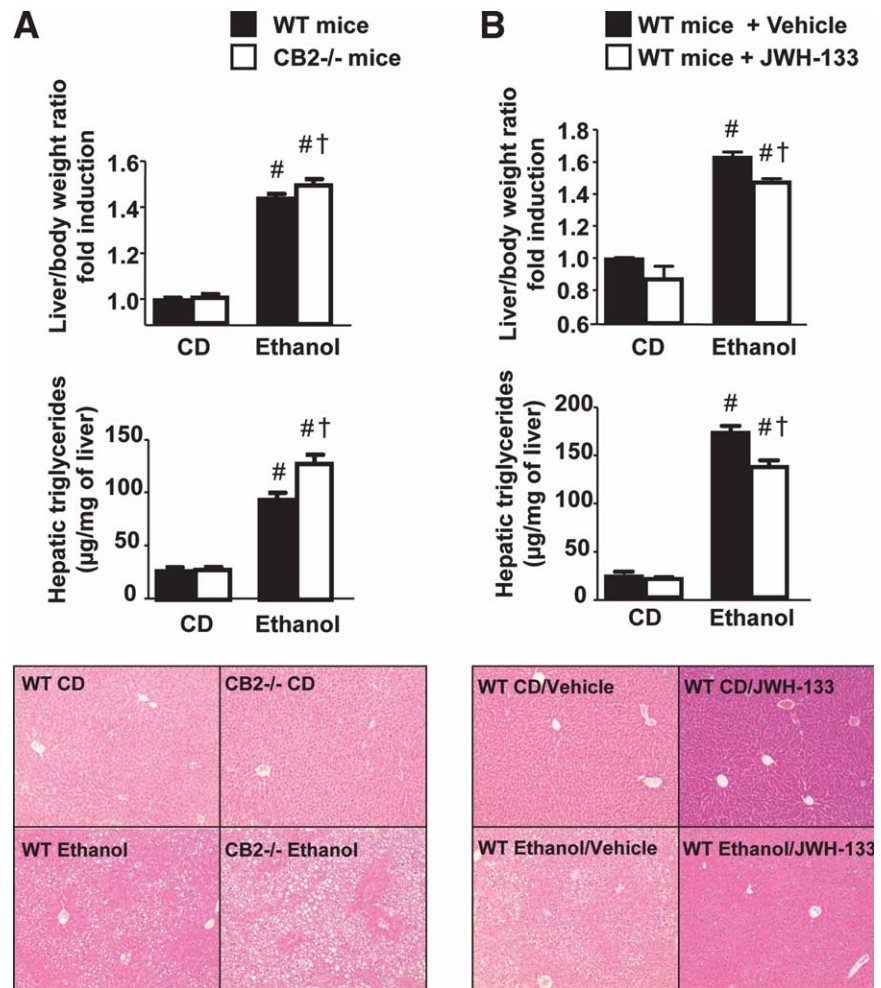 A
WT mice
CB2-/- mice
Liver/body weight ratio
fold induction
1.6
1.4
1.2
1.0
#
#†
CD
Ethanol
Hepatic triglycerides
(µg/mg of liver)
150
100
50
0
#
#†
CD
Ethanol
WT CD
CB2-/- CD
WT Ethanol
CB2-/- Ethanol
B
WT mice + Vehicle
WT mice + JWH-133
Liver/body weight ratio
fold induction
1.8
1.6
1.4
1.2
1.0
0.8
0.6
#
#†
CD
Ethanol
Hepatic triglycerides
(µg/mg of liver)
200
150
100
50
0
#
#†
CD
Ethanol
WT CD/Vehicle
WT CD/JWH-133
WT Ethanol/Vehicle
WT Ethanol/JWH-133